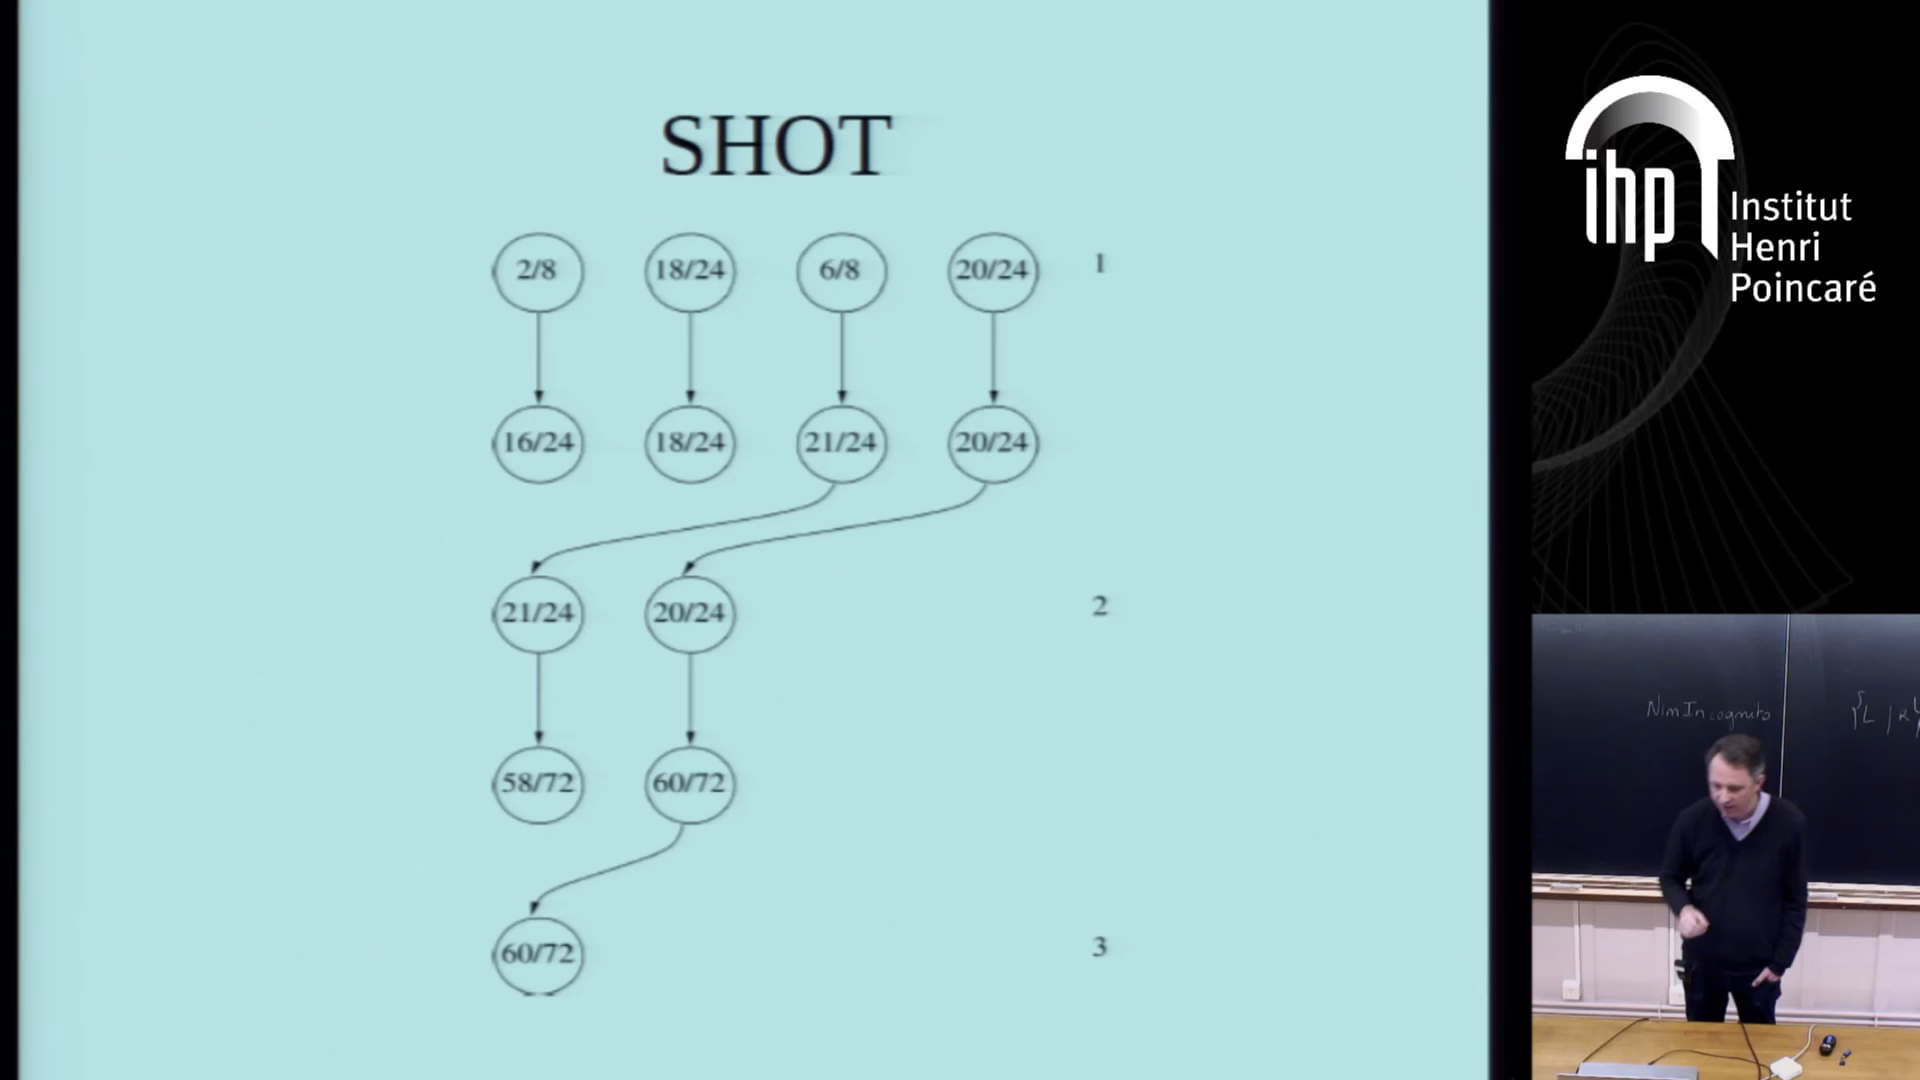 SHOT
2/8 18/24 6/8 20/24 1
16/24 18/24 21/24 20/24
21/24 20/24 2
58/72 60/72
60/72 3
ihp Institut
Henri
Poincaré
NimIncognito